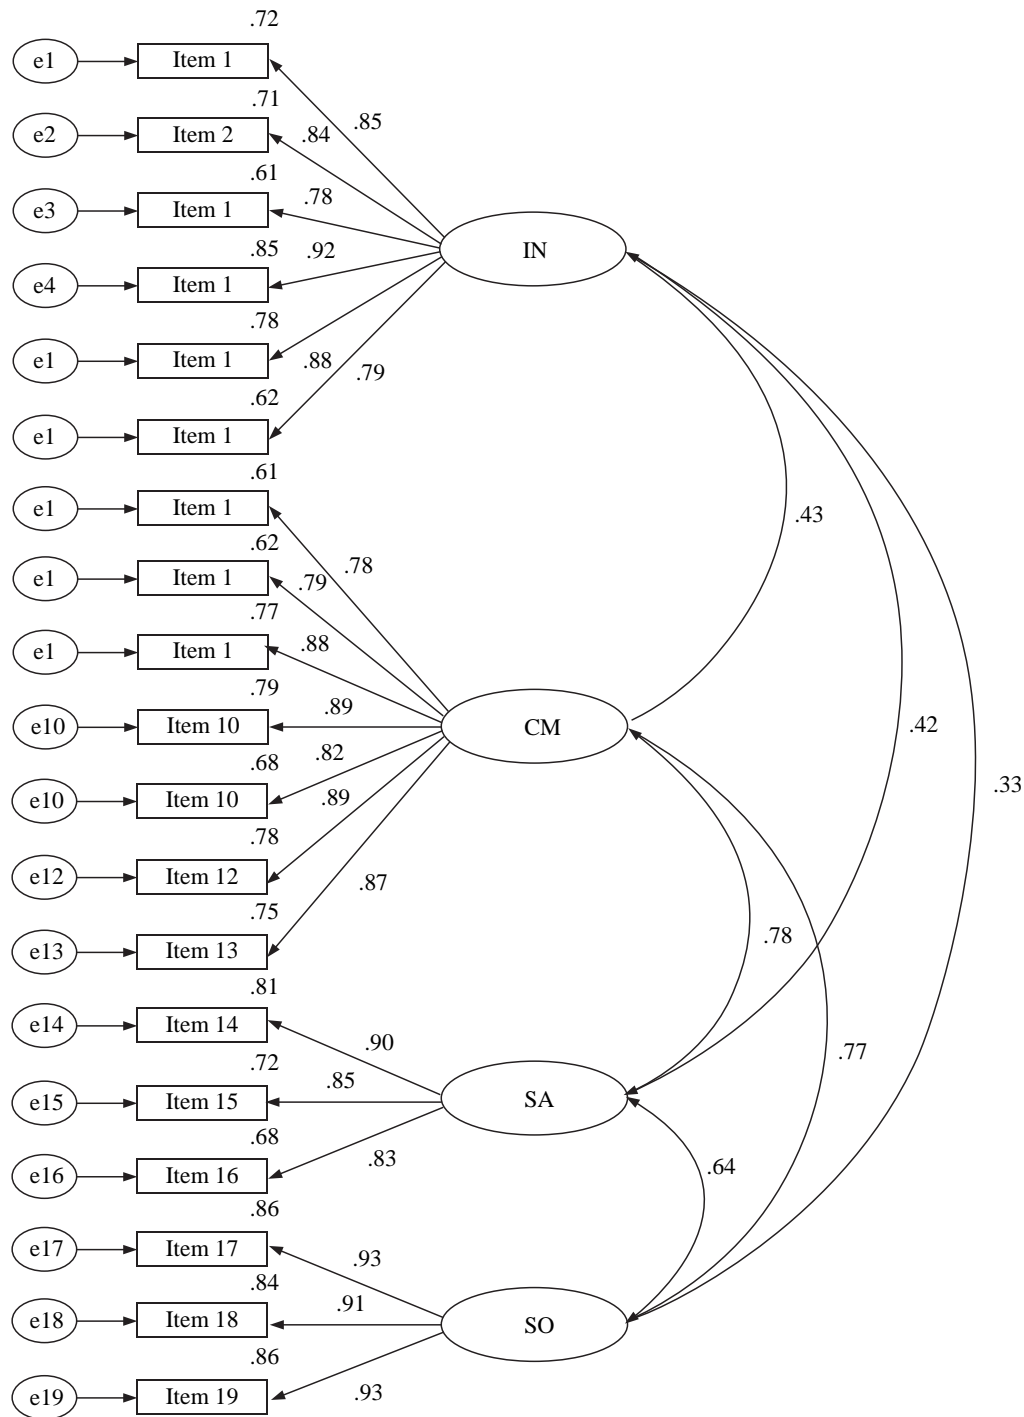 .72
e1 Item 1
.85
.71
e2 Item 2 .84
.61
e3 Item 1 .78
.85 .92 IN
e4 Item 1
.78
e1 Item 1 .88 .79
.62
e1 Item 1
.61
e1 Item 1 .43
.62 .78
e1 Item 1 .79
.77
e1 Item 1 .88
.79 .89
e10 Item 10 CM .42
.68 .82
e10 Item 10 .89 .33
.78
e12 Item 12 .87
.75
e13 Item 13 .78
.81
e14 Item 14 .90
.72 .85 .77
e15 Item 15 SA
.68
e16 Item 16 .83 .64
.86
e17 Item 17 .93
.84 .91
e18 Item 18 SO
.86
e19 Item 19 .93